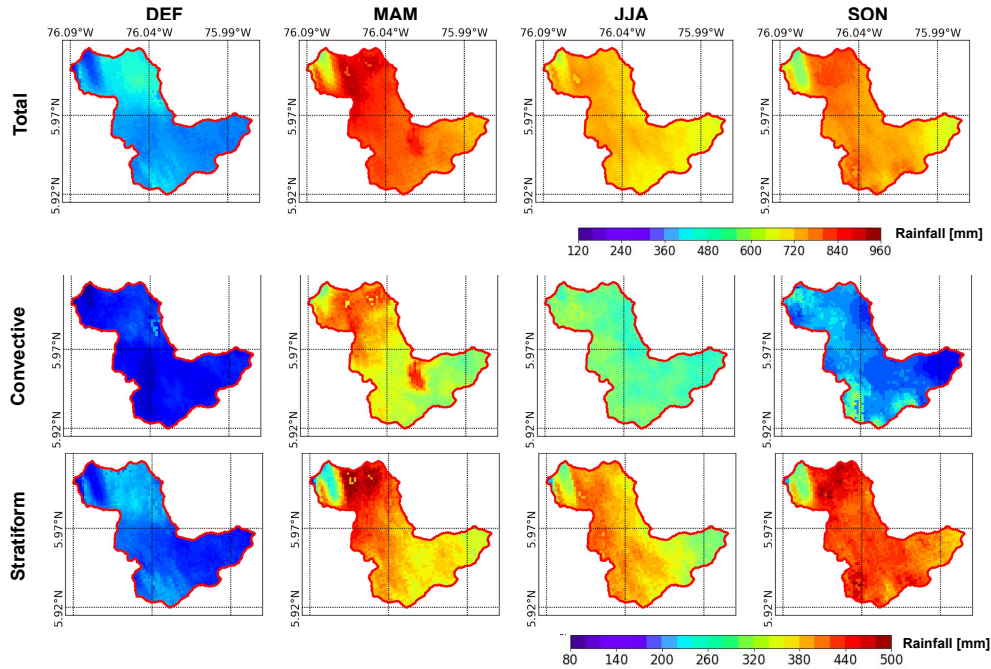 DEF MAM JJA SON
76.09°W 76.04°W 75.99°W 76.09°W 76.04°W 75.99°W 76.09°W 76.04°W 75.99°W 76.09°W 76.04°W 75.99°W
Total
5.97°N 5.97°N 5.97°N 5.97°N
5.92°N 5.92°N 5.92°N 5.92°N
Rainfall [mm]
120 240 360 480 600 720 840 960
Convective
5.97°N 5.97°N 5.97°N 5.97°N
5.92°N 5.92°N 5.92°N 5.92°N
Stratiform
5.97°N 5.97°N 5.97°N 5.97°N
5.92°N 5.92°N 5.92°N 5.92°N
Rainfall [mm]
80 140 200 260 320 380 440 500